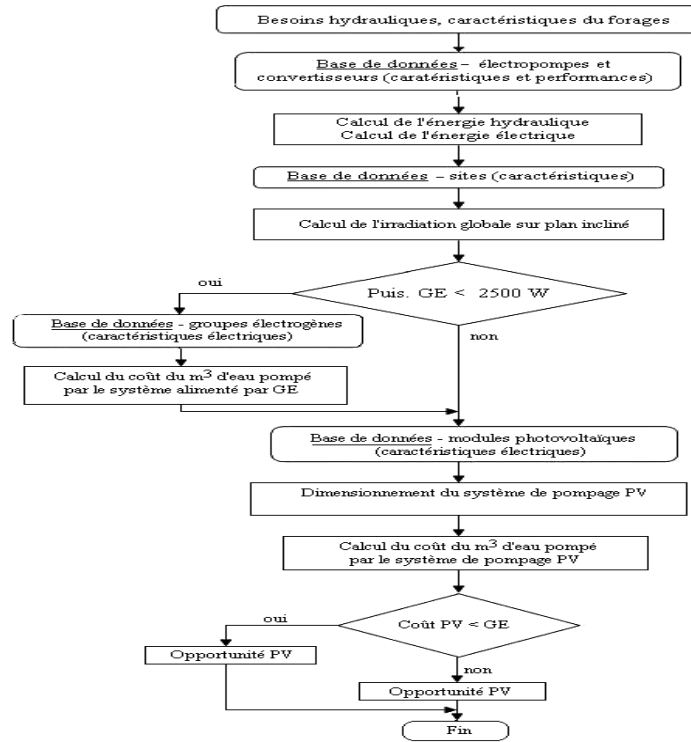 Besoins hydrauliques, caractéristiques du forages
Base de données – électropompes et
convertisseurs (caratéristiques et performances)
Calcul de l'énergie hydraulique
Calcul de l'énergie électrique
Base de données – sites (caractéristiques)
Calcul de l'irradiation globale sur plan incliné
oui
Puis. GE < 2500 W
non
Base de données - groupes électrogènes
(caractéristiques électriques)
Calcul du coût du m³ d'eau pompé
par le système alimenté par GE
Base de données - modules photovoltaïques
(caractéristiques électriques)
Dimensionnement du système de pompage PV
Calcul du coût du m³ d'eau pompé
par le système de pompage PV
oui
Coût PV < GE
Opportunité PV
non
Opportunité PV
Fin